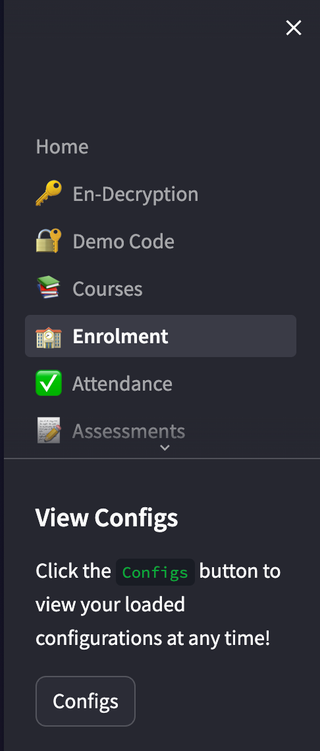 Home
En-Decryption
Demo Code
Courses
Enrolment
Attendance
Assessments
View Configs
Click the Configs button to
view your loaded
configurations at any time!
Configs